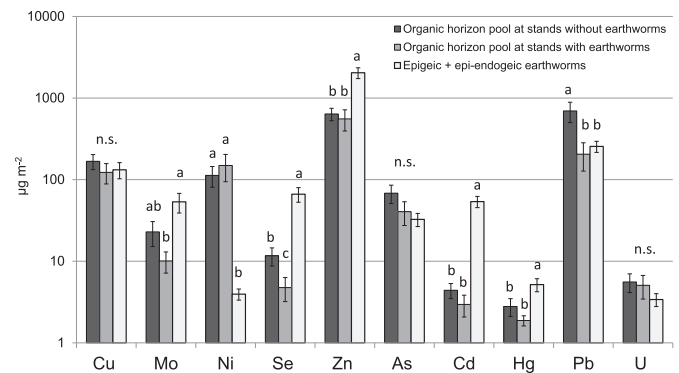 10000
Organic horizon pool at stands without earthworms
Organic horizon pool at stands with earthworms
Epigeic + epi-endogeic earthworms
a
b b
1000
a
b b
n.s.
a a
n.s.
µg m-2
100
a
ab
b
a
a
10
b
b
c
b b
b
b
a
n.s.
1
Cu Mo Ni Se Zn As Cd Hg Pb U